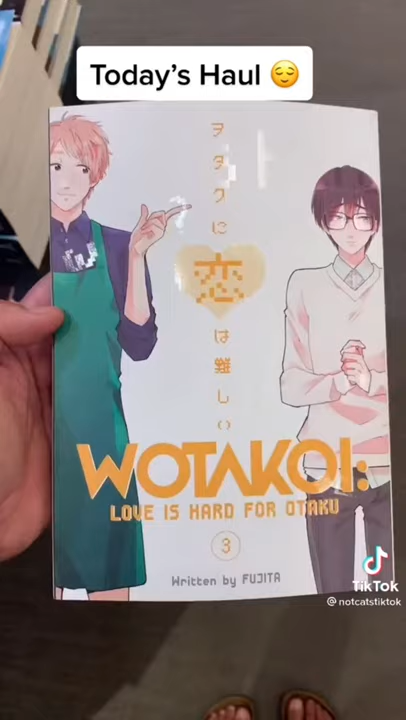 Today's Haul 😌
ヲタクに
恋
は難しい
WOTAKOI:
LOVE IS HARD FOR OTAKU
3
Written by FUJITA
TikTok
@ notcatstiktok